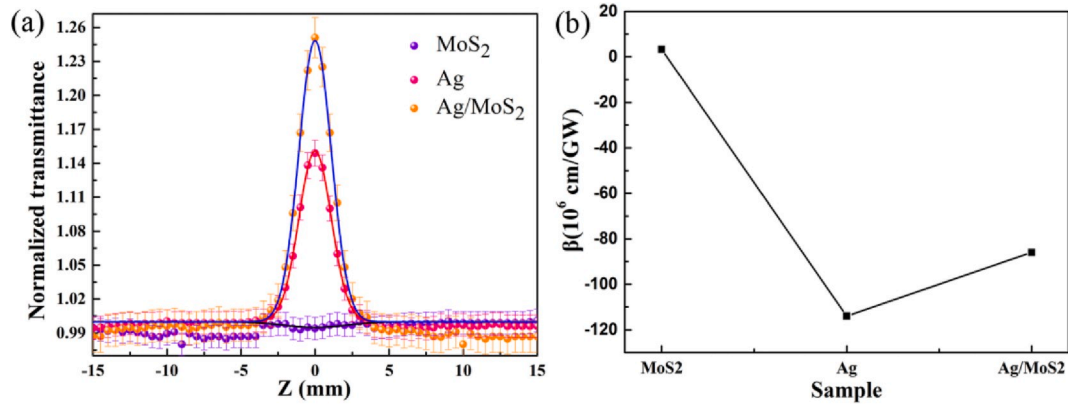 (a)
Normalized transmittance
1.26
1.23
1.20
1.17
1.14
1.11
1.08
1.05
1.02
0.99
MoS₂
Ag
Ag/MoS₂
-15
-10
-5
0
5
10
15
Z (mm)
(b)
β(10⁶ cm/GW)
20
0
-20
-40
-60
-80
-100
-120
MoS2
Ag
Ag/MoS2
Sample